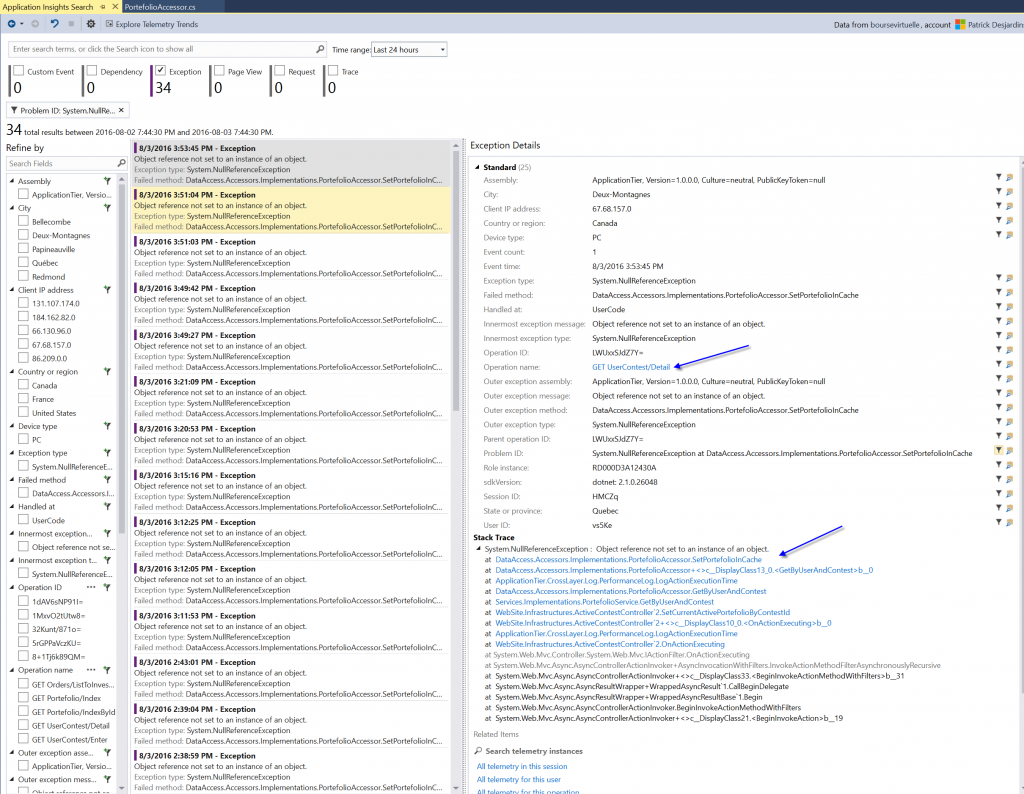 Application Insights Search
PortefolioAccessor.cs
Explore Telemetry Trends
Data from boursevirtuelle, account Patrick Desjardin
Enter search terms, or click the Search icon to show all
Time range: Last 24 hours
Custom Event
0
Dependency
0
Exception
34
Page View
0
Request
0
Trace
0
Problem ID: System.NullRe...
34 total results between 2016-08-02 7:44:30 PM and 2016-08-03 7:44:30 PM.
Refine by
Search Fields
Assembly
ApplicationTier, Versio...
City
Bellecombe
Deux-Montagnes
Papineauville
Québec
Redmond
Client IP address
131.107.174.0
184.162.82.0
66.130.96.0
67.68.157.0
86.209.0.0
Country or region
Canada
France
United States
Device type
PC
Exception type
System.NullReferenceE...
Failed method
DataAccess.Accessors.I...
Handled at
UserCode
Innermost exception...
Object reference not se...
Innermost exception t...
System.NullReferenceE...
Operation ID
1dAV6sNP91I=
1MxvO2tUtw8=
32Kunt/871o=
5rGPPaVczKU=
8+1Tj6k89QM=
Operation name
GET Orders/ListToInves...
GET Portefolio/Index
GET Portefolio/IndexById
GET UserContest/Detail
GET UserContest/Enter
Outer exception asse...
ApplicationTier, Versio...
Outer exception mess...
Object reference not se...
8/3/2016 3:53:45 PM - Exception
Object reference not set to an instance of an object.
Exception type: System.NullReferenceException
Failed method: DataAccess.Accessors.Implementations.PortefolioAccessor.SetPortefolioInC...
8/3/2016 3:51:04 PM - Exception
Object reference not set to an instance of an object.
Exception type: System.NullReferenceException
Failed method: DataAccess.Accessors.Implementations.PortefolioAccessor.SetPortefolioInC...
8/3/2016 3:51:03 PM - Exception
Object reference not set to an instance of an object.
Exception type: System.NullReferenceException
Failed method: DataAccess.Accessors.Implementations.PortefolioAccessor.SetPortefolioInC...
8/3/2016 3:49:42 PM - Exception
Object reference not set to an instance of an object.
Exception type: System.NullReferenceException
Failed method: DataAccess.Accessors.Implementations.PortefolioAccessor.SetPortefolioInC...
8/3/2016 3:49:27 PM - Exception
Object reference not set to an instance of an object.
Exception type: System.NullReferenceException
Failed method: DataAccess.Accessors.Implementations.PortefolioAccessor.SetPortefolioInC...
8/3/2016 3:21:09 PM - Exception
Object reference not set to an instance of an object.
Exception type: System.NullReferenceException
Failed method: DataAccess.Accessors.Implementations.PortefolioAccessor.SetPortefolioInC...
8/3/2016 3:20:53 PM - Exception
Object reference not set to an instance of an object.
Exception type: System.NullReferenceException
Failed method: DataAccess.Accessors.Implementations.PortefolioAccessor.SetPortefolioInC...
8/3/2016 3:15:16 PM - Exception
Object reference not set to an instance of an object.
Exception type: System.NullReferenceException
Failed method: DataAccess.Accessors.Implementations.PortefolioAccessor.SetPortefolioInC...
8/3/2016 3:12:25 PM - Exception
Object reference not set to an instance of an object.
Exception type: System.NullReferenceException
Failed method: DataAccess.Accessors.Implementations.PortefolioAccessor.SetPortefolioInC...
8/3/2016 3:12:05 PM - Exception
Object reference not set to an instance of an object.
Exception type: System.NullReferenceException
Failed method: DataAccess.Accessors.Implementations.PortefolioAccessor.SetPortefolioInC...
8/3/2016 3:11:53 PM - Exception
Object reference not set to an instance of an object.
Exception type: System.NullReferenceException
Failed method: DataAccess.Accessors.Implementations.PortefolioAccessor.SetPortefolioInC...
8/3/2016 2:43:01 PM - Exception
Object reference not set to an instance of an object.
Exception type: System.NullReferenceException
Failed method: DataAccess.Accessors.Implementations.PortefolioAccessor.SetPortefolioInC...
8/3/2016 2:39:04 PM - Exception
Object reference not set to an instance of an object.
Exception type: System.NullReferenceException
Failed method: DataAccess.Accessors.Implementations.PortefolioAccessor.SetPortefolioInC...
8/3/2016 2:38:59 PM - Exception
Object reference not set to an instance of an object.
Exception type: System.NullReferenceException
Failed method: DataAccess.Accessors.Implementations.PortefolioAccessor.SetPortefolioInC...
Exception Details
Standard (25)
Assembly: ApplicationTier, Version=1.0.0.0, Culture=neutral, PublicKeyToken=null
City: Deux-Montagnes
Client IP address: 67.68.157.0
Country or region: Canada
Device type: PC
Event count: 1
Event time: 8/3/2016 3:53:45 PM
Exception type: System.NullReferenceException
Failed method: DataAccess.Accessors.Implementations.PortefolioAccessor.SetPortefolioInCache
Handled at: UserCode
Innermost exception message: Object reference not set to an instance of an object.
Innermost exception type: System.NullReferenceException
Operation ID: LWUxxSJdZ7Y=
Operation name: GET UserContest/Detail
Outer exception assembly: ApplicationTier, Version=1.0.0.0, Culture=neutral, PublicKeyToken=null
Outer exception message: Object reference not set to an instance of an object.
Outer exception method: DataAccess.Accessors.Implementations.PortefolioAccessor.SetPortefolioInCache
Outer exception type: System.NullReferenceException
Parent operation ID: LWUxxSJdZ7Y=
Problem ID: System.NullReferenceException at DataAccess.Accessors.Implementations.PortefolioAccessor.SetPortefolioInCache
Role instance: RD000D3A12430A
sdkVersion: dotnet: 2.1.0.26048
Session ID: HMCZq
State or province: Quebec
User ID: vs5Ke
Stack Trace
System.NullReferenceException : Object reference not set to an instance of an object.
at DataAccess.Accessors.Implementations.PortefolioAccessor.SetPortefolioInCache
at DataAccess.Accessors.Implementations.PortefolioAccessor+<>c__DisplayClass13_0.<GetByUserAndContest>b__0
at ApplicationTier.CrossLayer.Log.PerformanceLog.LogActionExecutionTime
at DataAccess.Accessors.Implementations.PortefolioAccessor.GetByUserAndContest
at Services.Implementations.PortefolioService.GetByUserAndContest
at WebSite.Infrastructures.ActiveContestController`2.SetCurrentActivePortefolioByContestId
at WebSite.Infrastructures.ActiveContestController`2+<>c__DisplayClass10_0.<OnActionExecuting>b__0
at ApplicationTier.CrossLayer.Log.PerformanceLog.LogActionExecutionTime
at WebSite.Infrastructures.ActiveContestController`2.OnActionExecuting
at System.Web.Mvc.Controller.System.Web.Mvc.IActionFilter.OnActionExecuting
at System.Web.Mvc.Async.AsyncControllerActionInvoker+AsyncInvocationWithFilters.InvokeActionMethodFilterAsynchronouslyRecursive
at System.Web.Mvc.Async.AsyncControllerActionInvoker+<>c__DisplayClass33.<BeginInvokeActionMethodWithFilters>b__31
at System.Web.Mvc.Async.AsyncResultWrapper+WrappedAsyncResult`1.CallBeginDelegate
at System.Web.Mvc.Async.AsyncResultWrapper+WrappedAsyncResultBase`1.Begin
at System.Web.Mvc.Async.AsyncControllerActionInvoker.BeginInvokeActionMethodWithFilters
at System.Web.Mvc.Async.AsyncControllerActionInvoker+<>c__DisplayClass21.<BeginInvokeAction>b__19
Related Items
Search telemetry instances
All telemetry in this session
All telemetry for this user
All telemetry for this operation